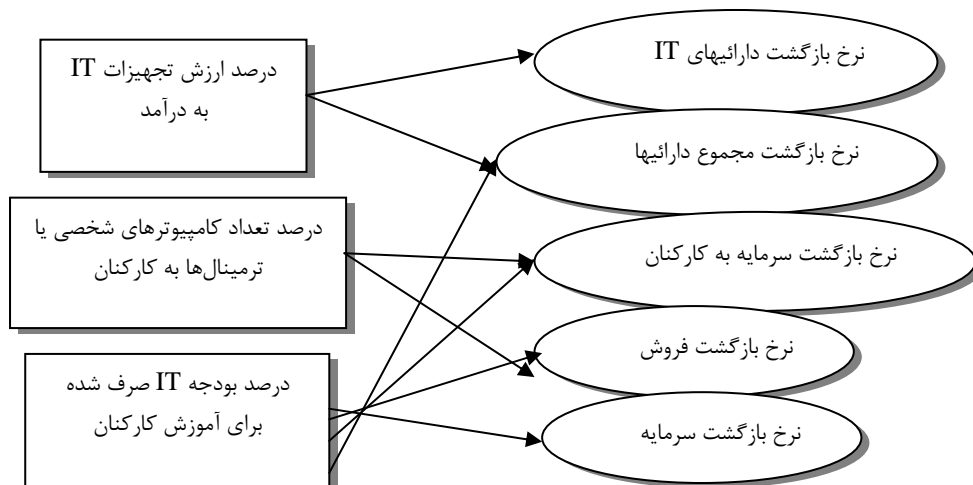 درصد ارزش تجهیزات IT
به درآمد
درصد تعداد کامپیوترهای شخصی یا
ترمینال‌ها به کارکنان
درصد بودجه IT صرف شده
برای آموزش کارکنان
نرخ بازگشت دارائیهای IT
نرخ بازگشت مجموع دارائیها
نرخ بازگشت سرمایه به کارکنان
نرخ بازگشت فروش
نرخ بازگشت سرمایه